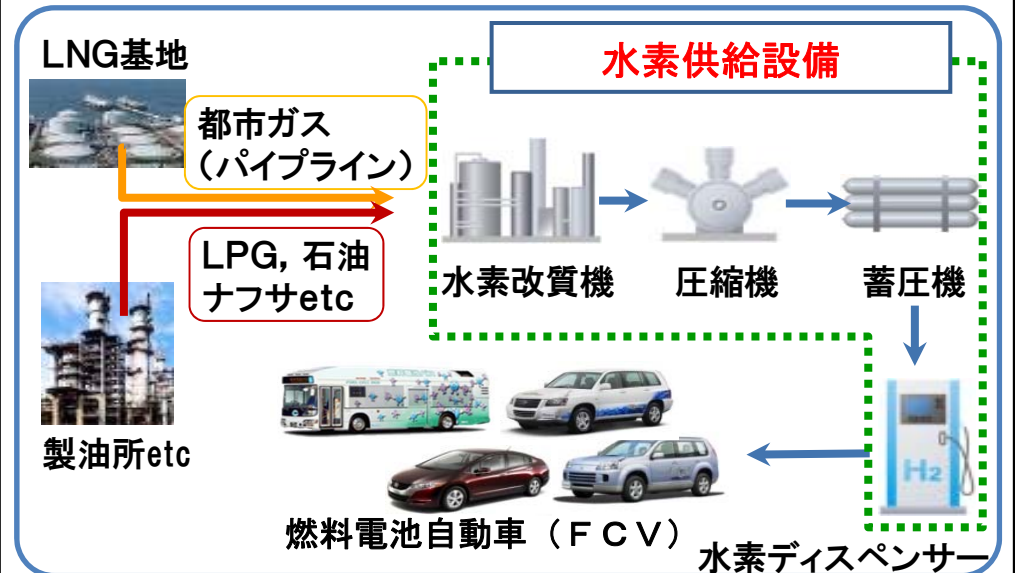 LNG基地
水素供給設備
都市ガス
（パイプライン）
LPG, 石油
ナフサetc
水素改質機
圧縮機
蓄圧機
製油所etc
H2
燃料電池自動車（ＦＣＶ）
水素ディスペンサー